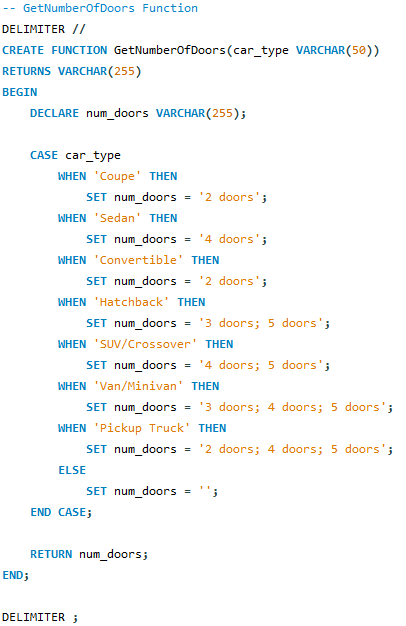 -- GetNumberOfDoors Function
DELIMITER //
CREATE FUNCTION GetNumberOfDoors(car_type VARCHAR(50))
RETURNS VARCHAR(255)
BEGIN
    DECLARE num_doors VARCHAR(255);

    CASE car_type
        WHEN 'Coupe' THEN
            SET num_doors = '2 doors';
        WHEN 'Sedan' THEN
            SET num_doors = '4 doors';
        WHEN 'Convertible' THEN
            SET num_doors = '2 doors';
        WHEN 'Hatchback' THEN
            SET num_doors = '3 doors; 5 doors';
        WHEN 'SUV/Crossover' THEN
            SET num_doors = '4 doors; 5 doors';
        WHEN 'Van/Minivan' THEN
            SET num_doors = '3 doors; 4 doors; 5 doors';
        WHEN 'Pickup Truck' THEN
            SET num_doors = '2 doors; 4 doors; 5 doors';
        ELSE
            SET num_doors = '';
    END CASE;

    RETURN num_doors;
END;

DELIMITER ;